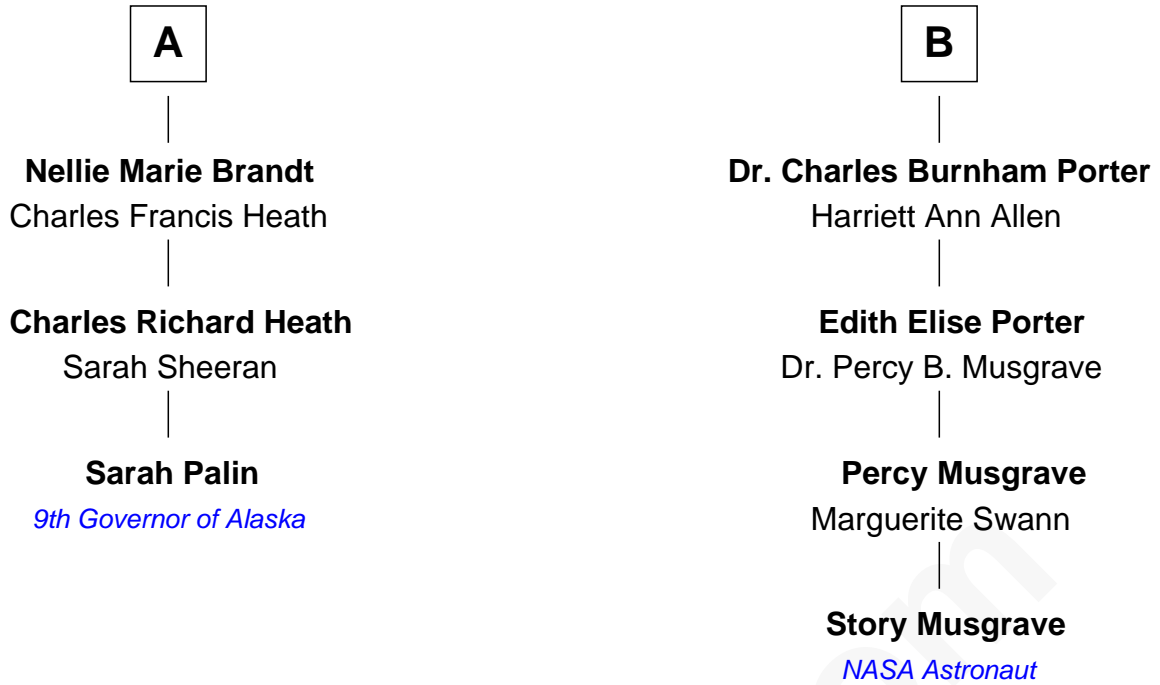 A
Nellie Marie Brandt
Charles Francis Heath
Charles Richard Heath
Sarah Sheeran
Sarah Palin
9th Governor of Alaska
B
Dr. Charles Burnham Porter
Harriett Ann Allen
Edith Elise Porter
Dr. Percy B. Musgrave
Percy Musgrave
Marguerite Swann
Story Musgrave
NASA Astronaut